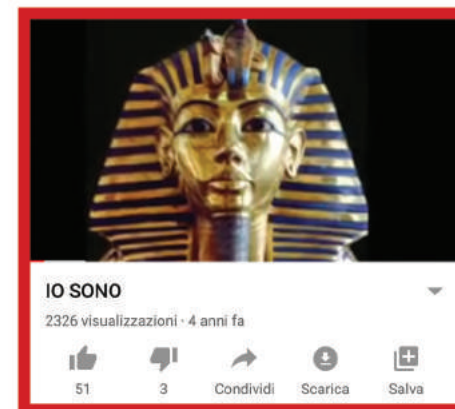 IO SONO
2326 visualizzazioni · 4 anni fa
51 3 Condividi Scarica Salva